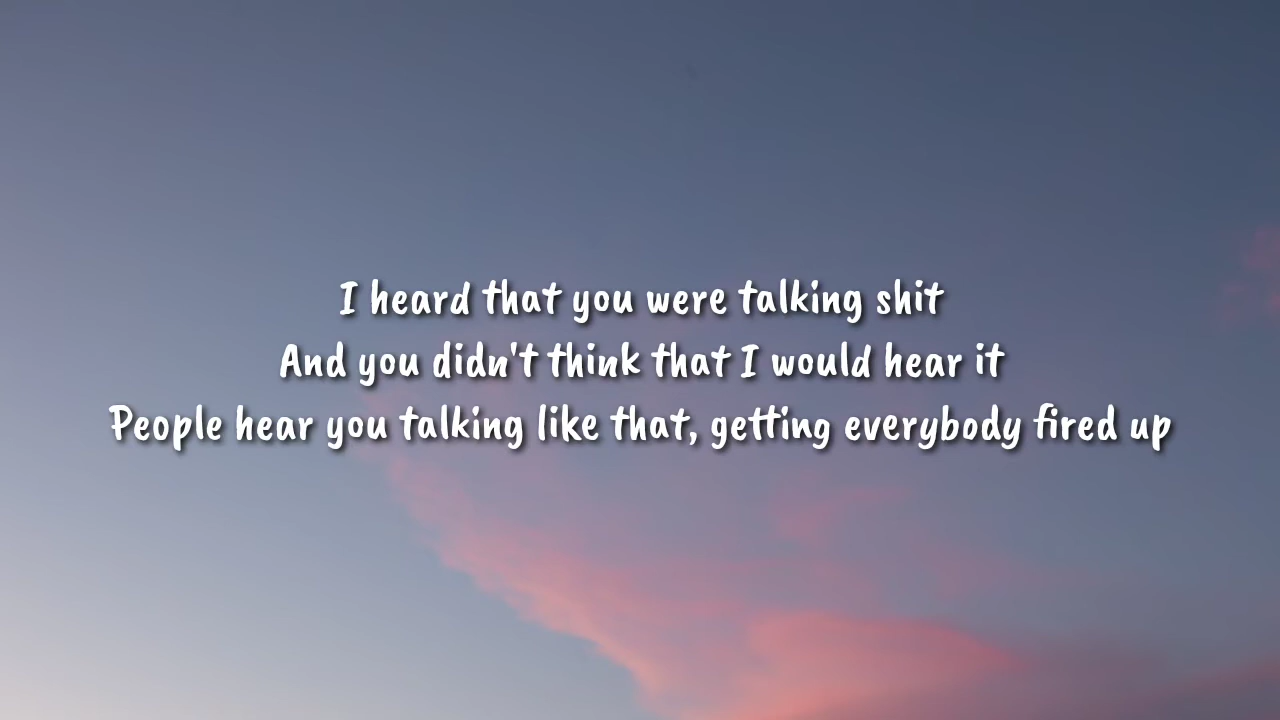 I heard that you were talking shit
And you didn't think that I would hear it
People hear you talking like that, getting everybody fired up